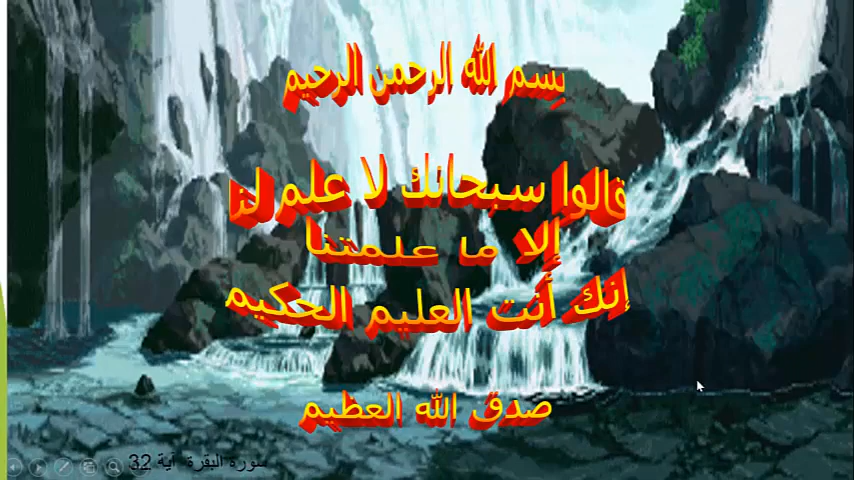 بسم الله الرحمن الرحيم
قالوا سبحانك لا علم لنا
إلا ما علمتنا
إنك أنت العليم الحكيم
صدق الله العظيم
سورة البقرة، آية 32